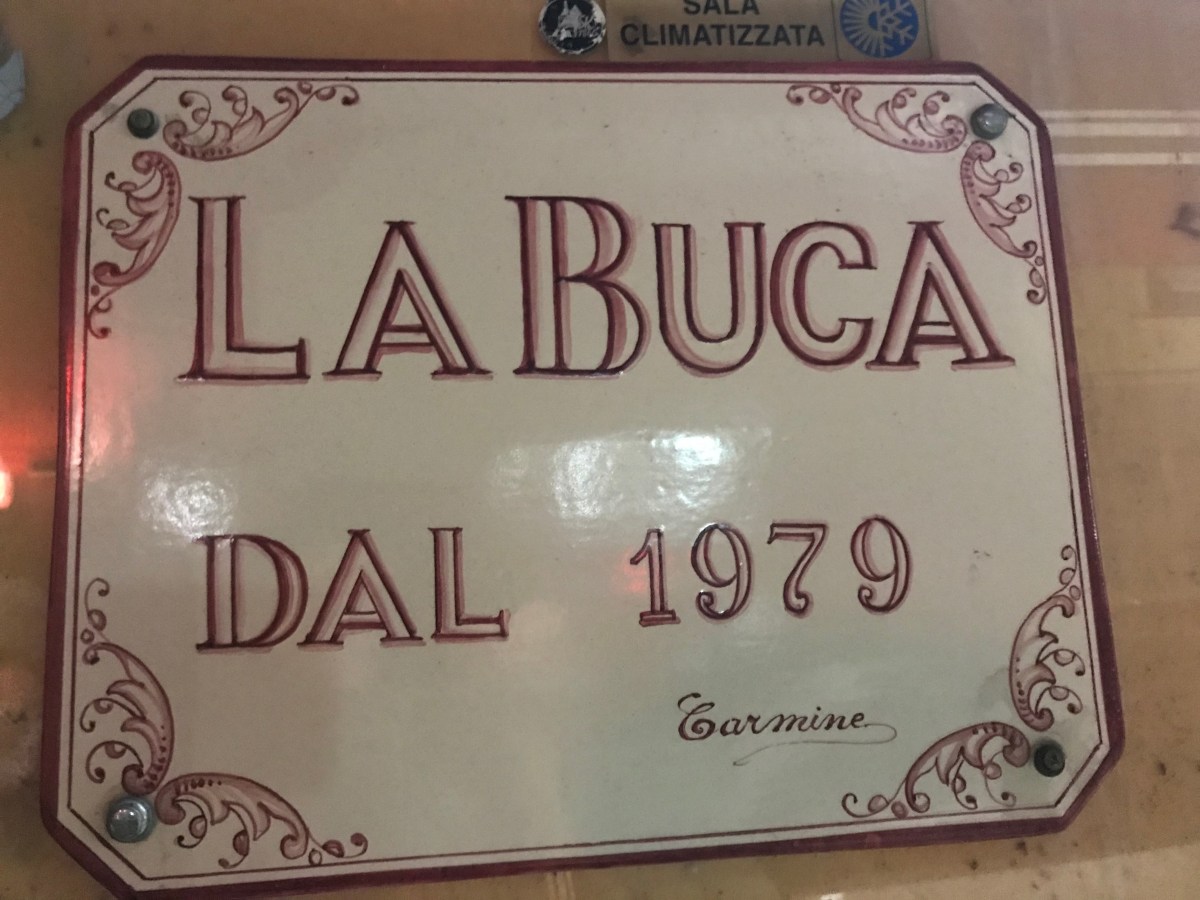 SALA
CLIMATIZZATA
LA BUCA
DAL 1979
Carmine